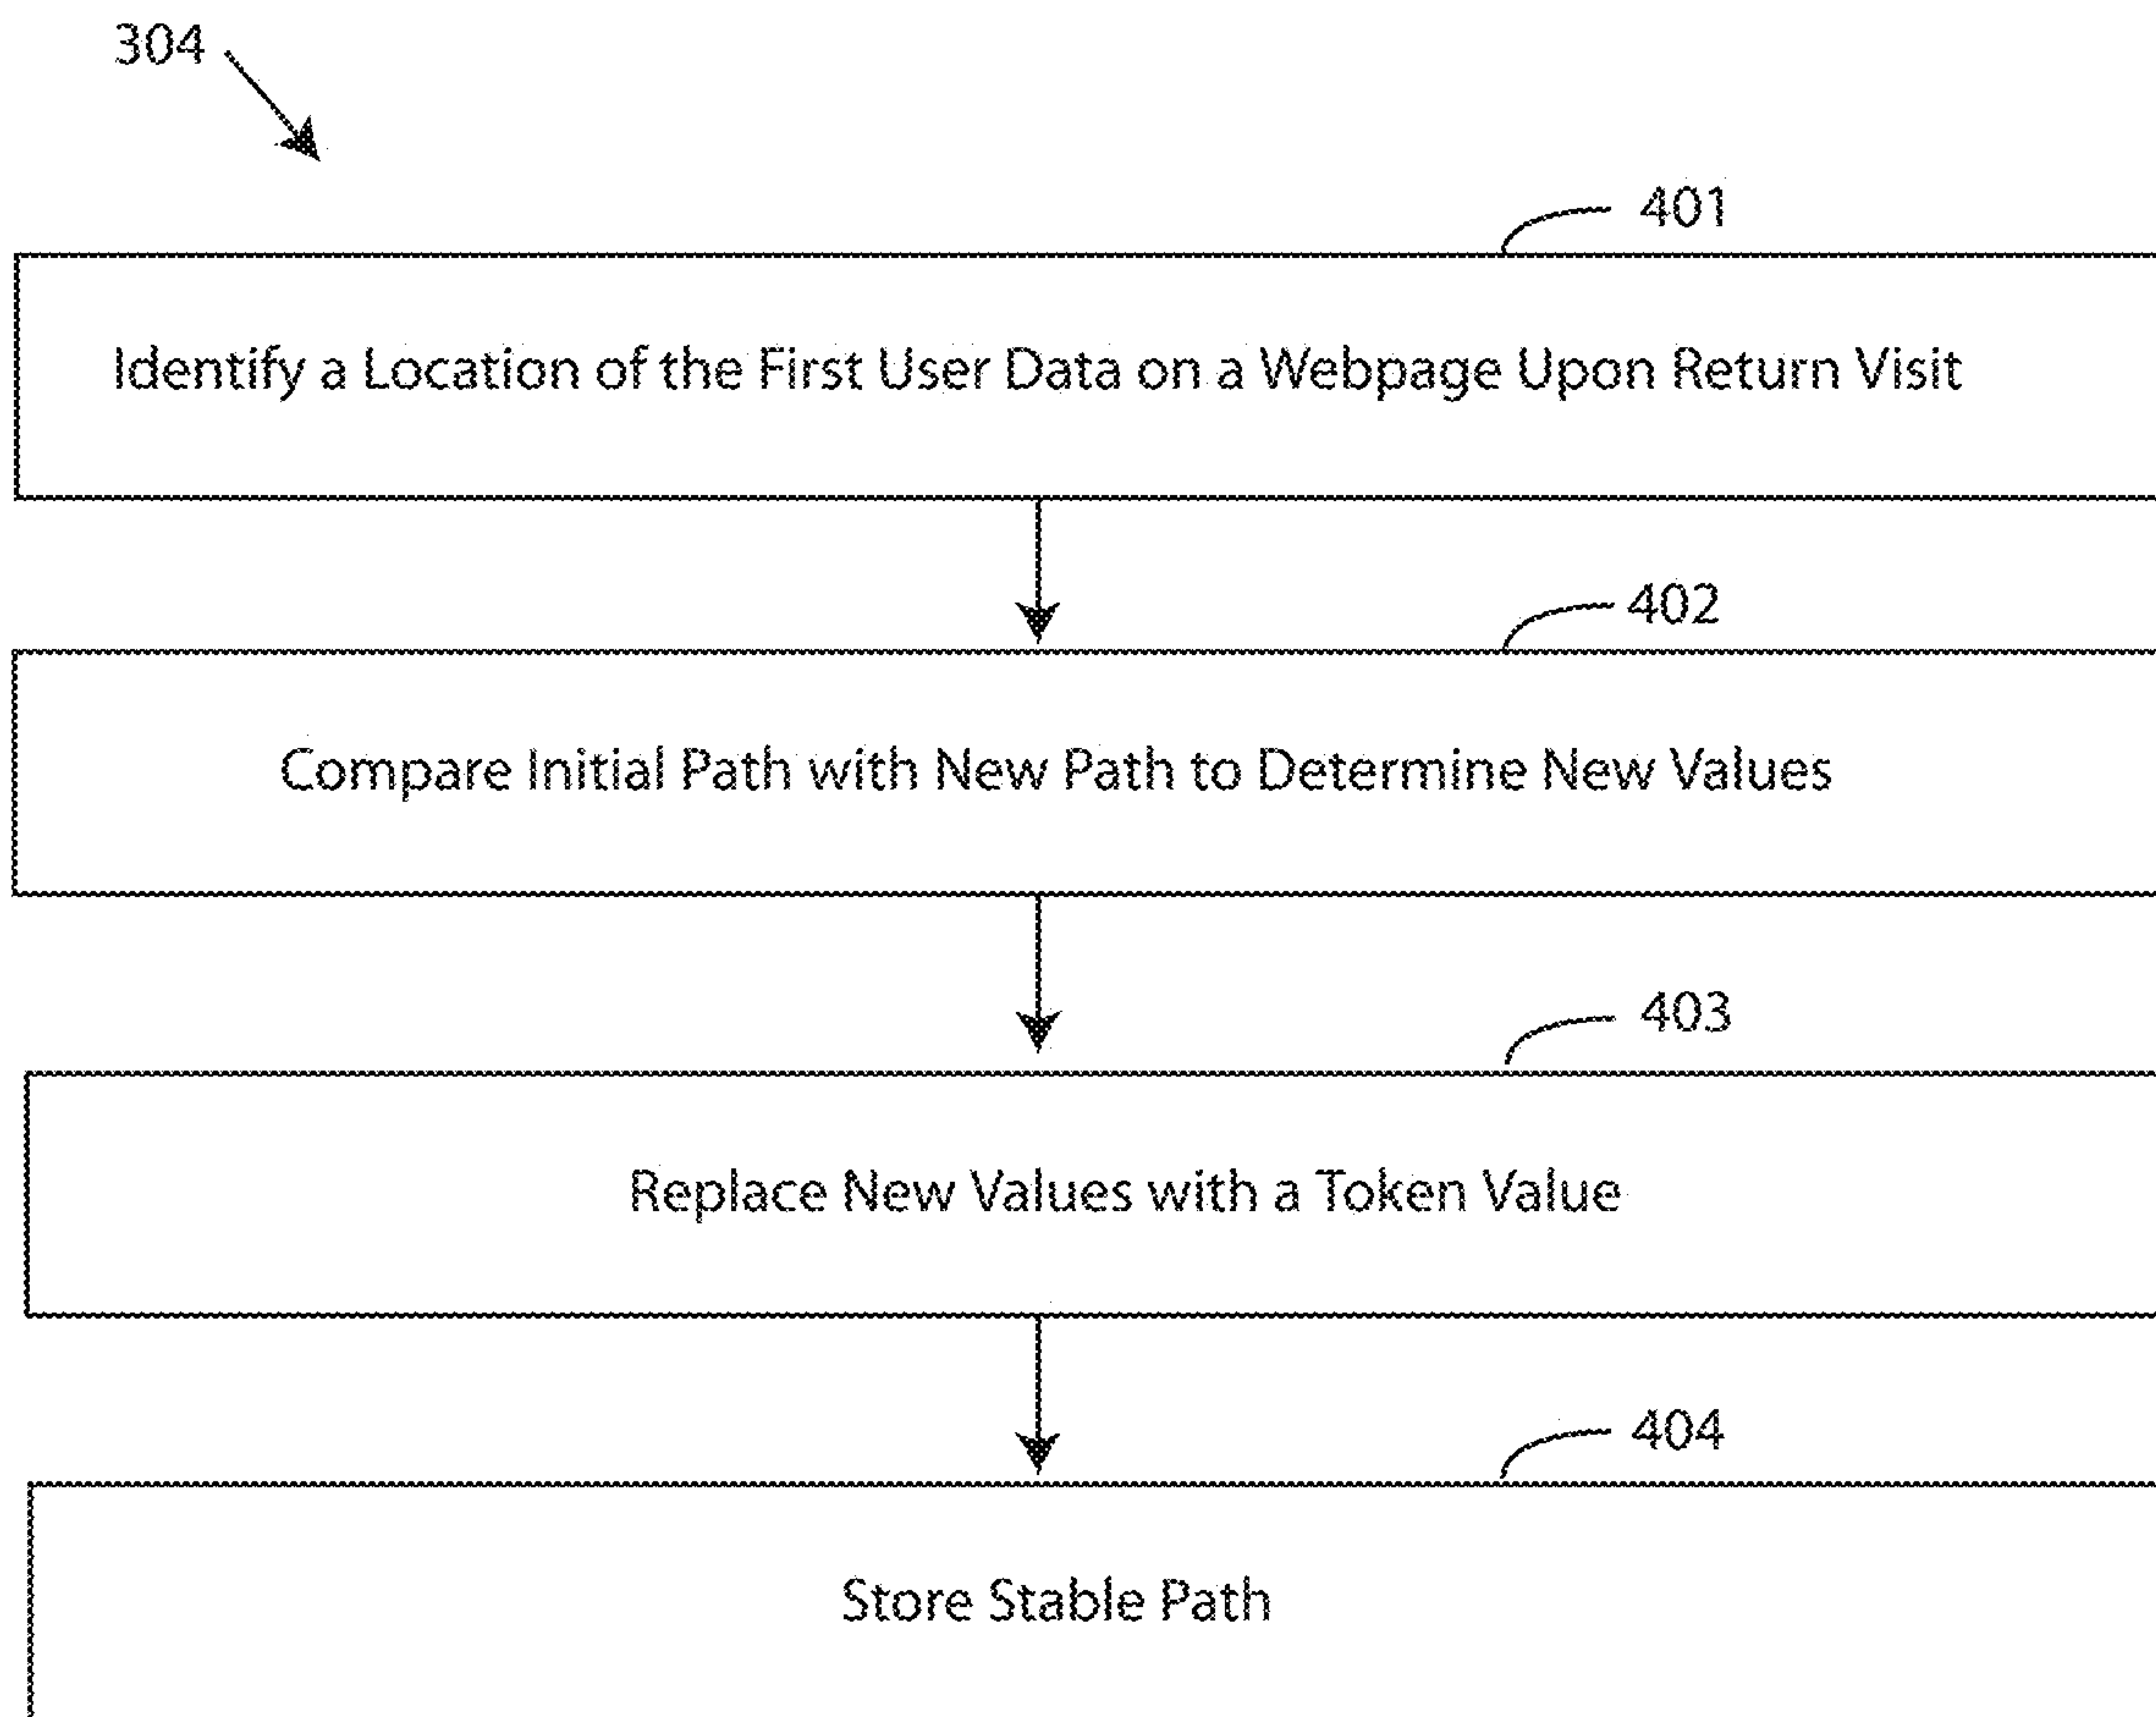 304
401
Identify a Location of the First User Data on a Webpage Upon Return Visit
402
Compare Initial Path with New Path to Determine New Values
403
Replace New Values with a Token Value
404
Store Stable Path